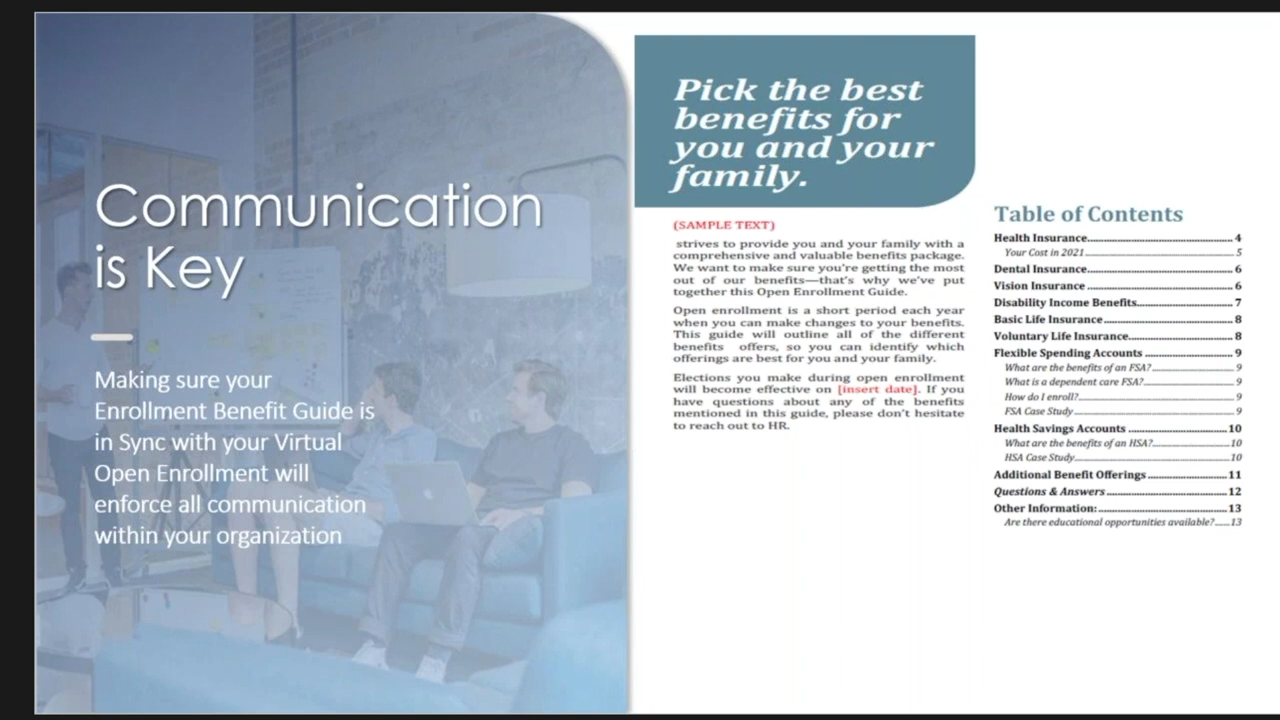 Communication
is Key
Making sure your
Enrollment Benefit Guide is
in Sync with your Virtual
Open Enrollment will
enforce all communication
within your organization
Pick the best
benefits for
you and your
family.
(SAMPLE TEXT)
strives to provide you and your family with a
comprehensive and valuable benefits package.
We want to make sure you're getting the most
out of our benefits—that's why we've put
together this Open Enrollment Guide.
Open enrollment is a short period each year
when you can make changes to your benefits.
This guide will outline all of the different
benefits offers, so you can identify which
offerings are best for you and your family.
Elections you make during open enrollment
will become effective on [insert date]. If you
have questions about any of the benefits
mentioned in this guide, please don't hesitate
to reach out to HR.
Table of Contents
Health Insurance 4
Your Cost in 2021 5
Dental Insurance 6
Vision Insurance 6
Disability Income Benefits 7
Basic Life Insurance 8
Voluntary Life Insurance 8
Flexible Spending Accounts 9
What are the benefits of an FSA? 9
What is a dependent care FSA? 9
How do I enroll? 9
FSA Case Study 9
Health Savings Accounts 10
What are the benefits of an HSA? 10
HSA Case Study 10
Additional Benefit Offerings 11
Questions & Answers 12
Other Information: 13
Are there educational opportunities available? 13